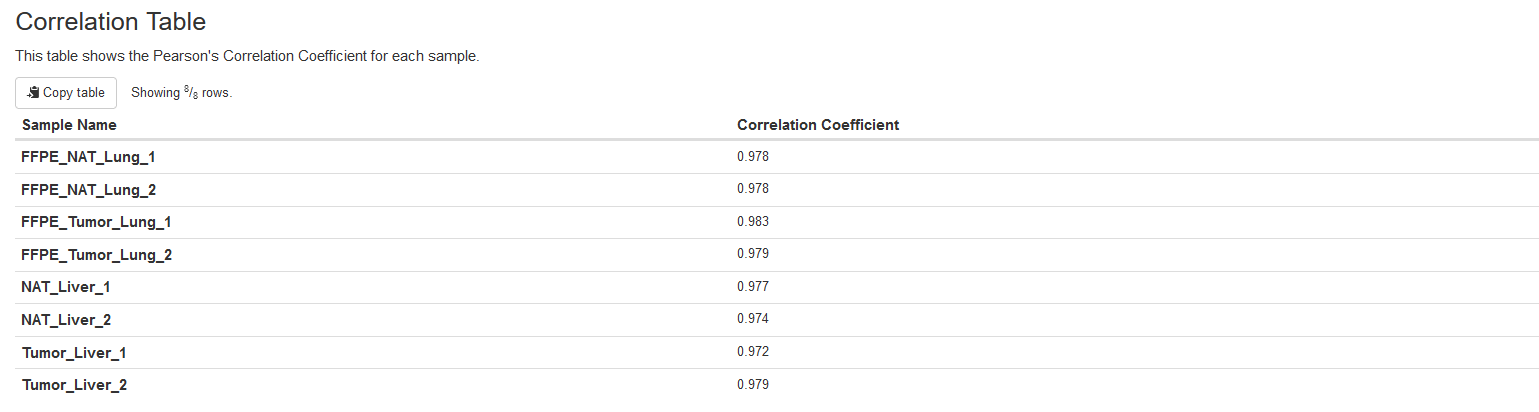 Correlation Table
This table shows the Pearson's Correlation Coefficient for each sample.
Copy table Showing 8/8 rows.
Sample Name Correlation Coefficient
FFPE_NAT_Lung_1 0.978
FFPE_NAT_Lung_2 0.978
FFPE_Tumor_Lung_1 0.983
FFPE_Tumor_Lung_2 0.979
NAT_Liver_1 0.977
NAT_Liver_2 0.974
Tumor_Liver_1 0.972
Tumor_Liver_2 0.979